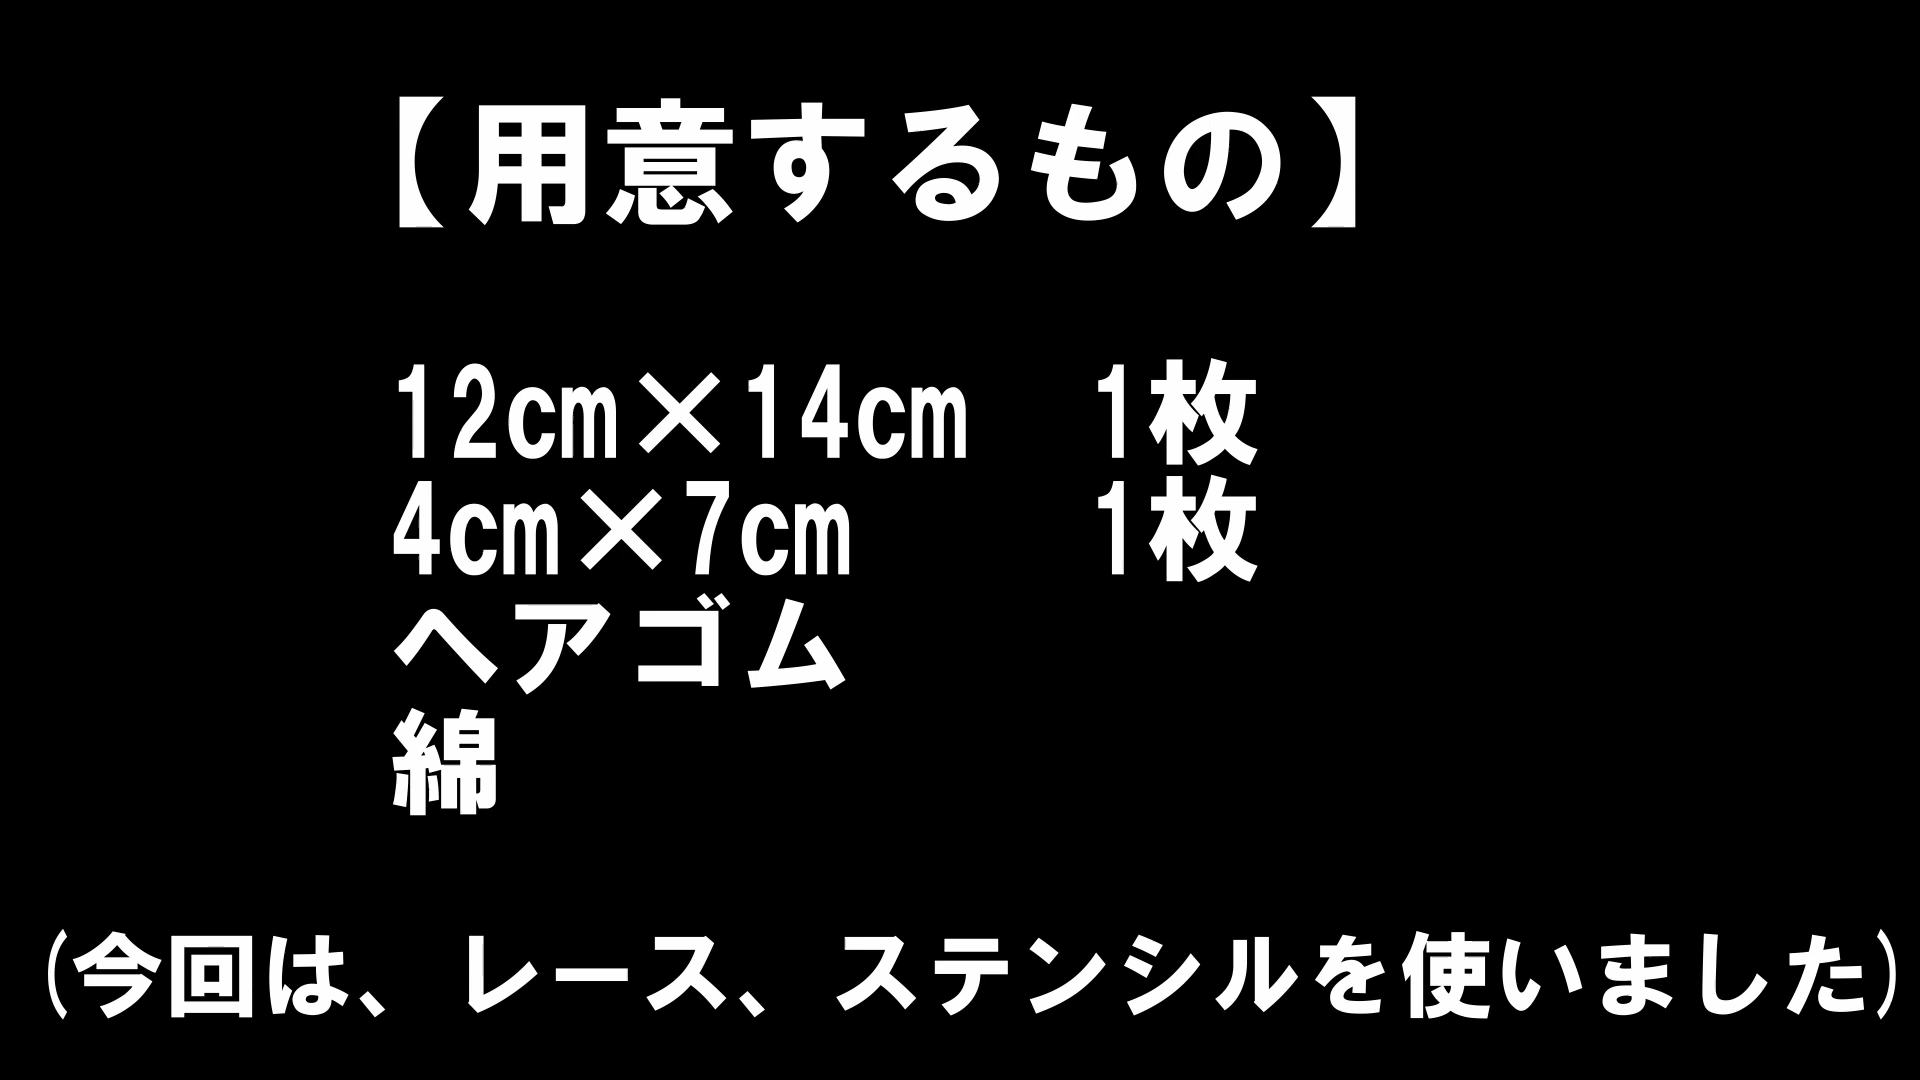 【用意するもの】
12cm×14cm　1枚
4cm×7cm　1枚
ヘアゴム
綿
(今回は、レース、ステンシルを使いました)